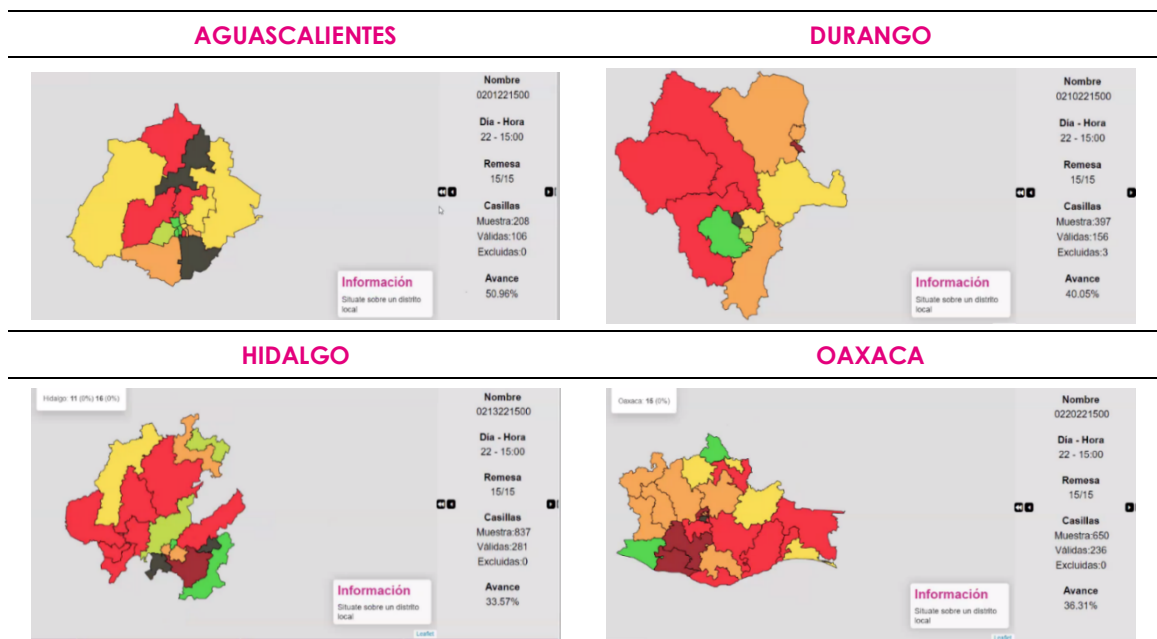 AGUASCALIENTES
DURANGO
Nombre
0201221500
Día - Hora
22 - 15:00
Remesa
15/15
Casillas
Muestra:208
Válidas:106
Excluidas:0
Avance
50.96%
Información
Situate sobre un distrito
local
Nombre
0210221500
Día - Hora
22 - 15:00
Remesa
15/15
Casillas
Muestra:397
Válidas:156
Excluidas:3
Avance
40.05%
Información
Situate sobre un distrito
local
HIDALGO
OAXACA
Hidalgo: 11 (0%) 16 (0%)
Nombre
0213221500
Día - Hora
22 - 15:00
Remesa
15/15
Casillas
Muestra:837
Válidas:281
Excluidas:0
Avance
33.57%
Información
Situate sobre un distrito
local
Leaflet
Oaxaca: 16 (0%)
Nombre
0220221500
Día - Hora
22 - 15:00
Remesa
15/15
Casillas
Muestra:650
Válidas:236
Excluidas:0
Avance
36.31%
Información
Situate sobre un distrito
local
Leaflet